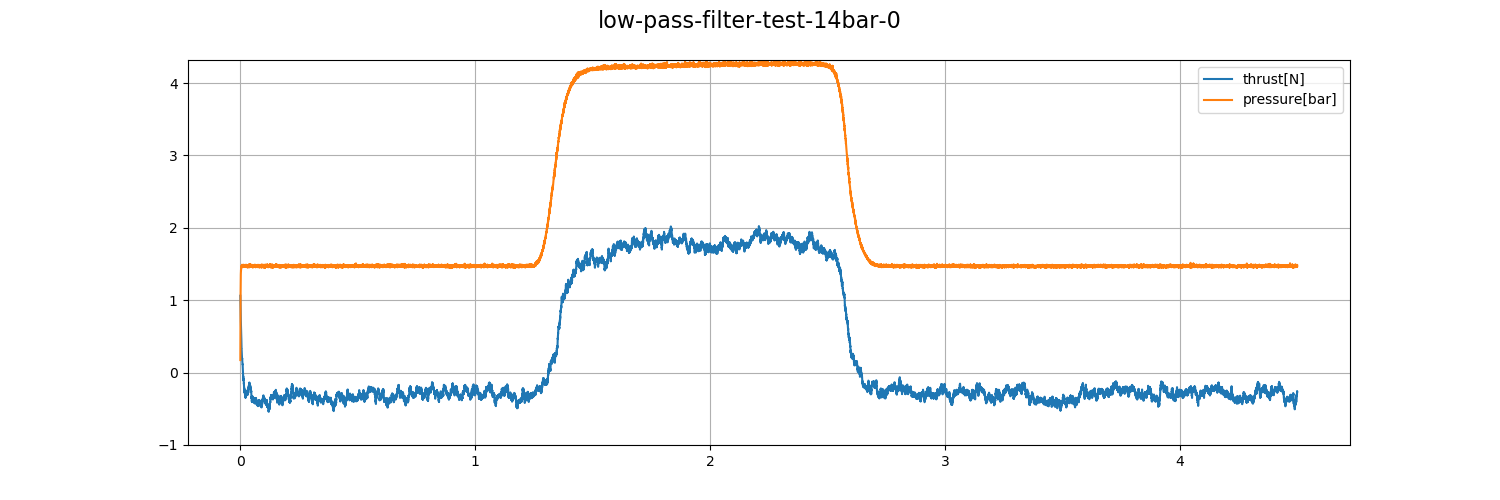 low-pass-filter-test-14bar-0
thrust[N]
pressure[bar]
4
3
2
1
0
−1
0 1 2 3 4